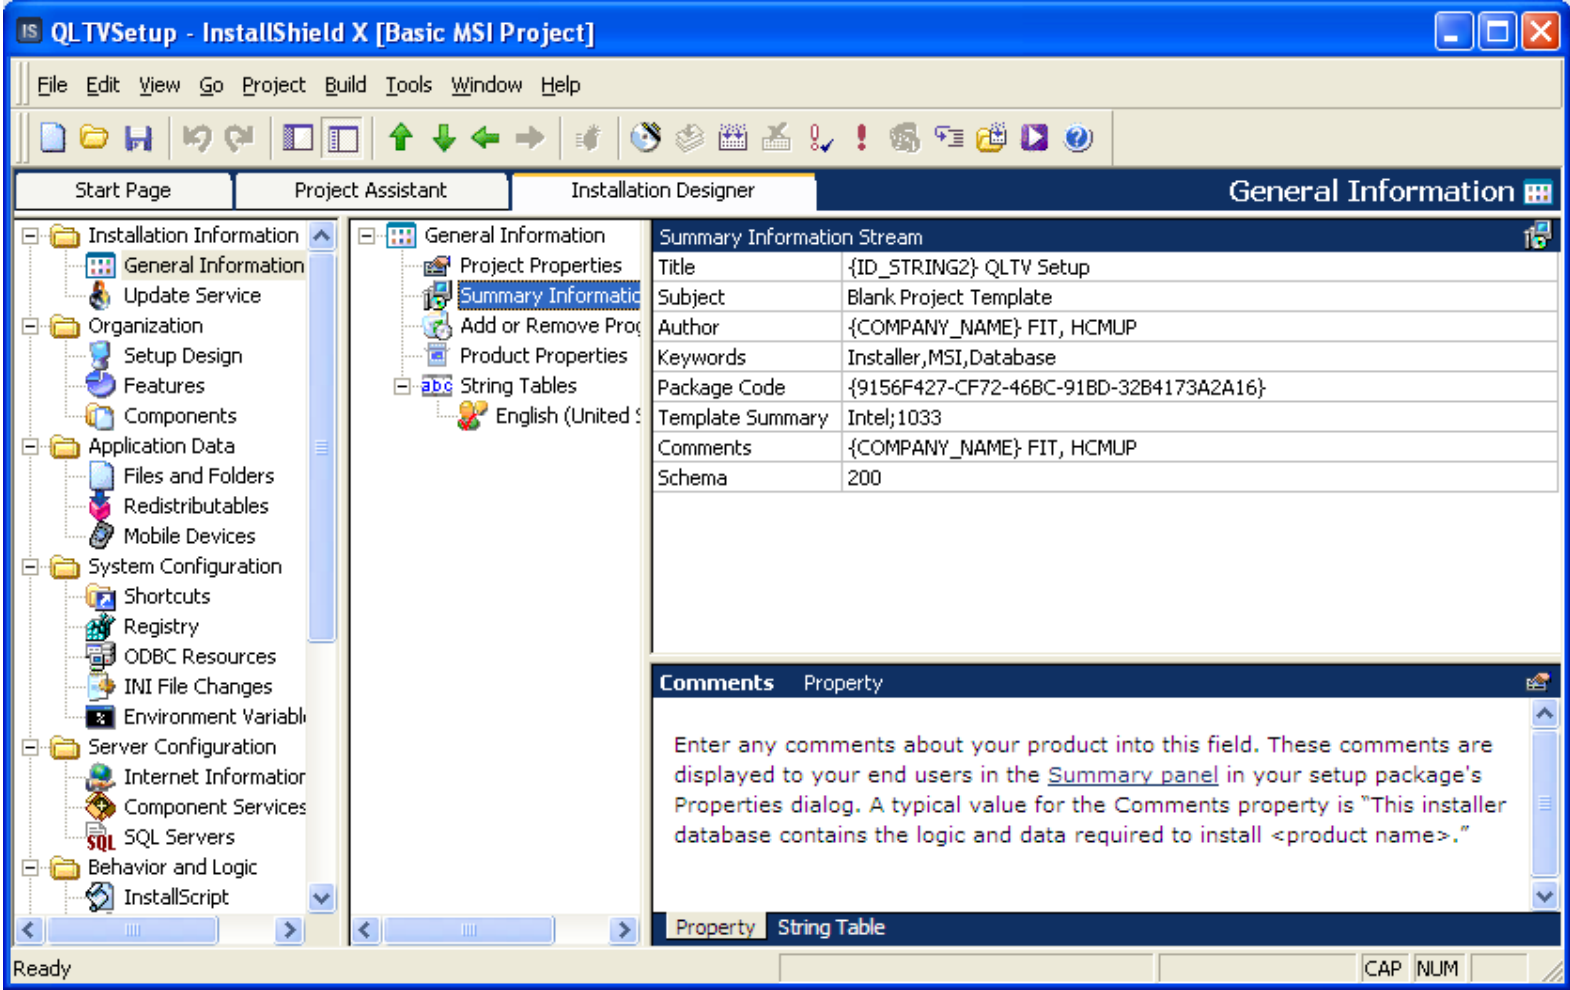 QLTVSetup - InstallShield X [Basic MSI Project]
File Edit View Go Project Build Tools Window Help
Start Page Project Assistant Installation Designer General Information
Installation Information
General Information
Update Service
Organization
Setup Design
Features
Components
Application Data
Files and Folders
Redistributables
Mobile Devices
System Configuration
Shortcuts
Registry
ODBC Resources
INI File Changes
Environment Variabl
Server Configuration
Internet Information
Component Services
SQL Servers
Behavior and Logic
InstallScript
General Information
Project Properties
Summary Informatio
Add or Remove Prog
Product Properties
abc String Tables
English (United S
Summary Information Stream
Title {ID_STRING2} QLTV Setup
Subject Blank Project Template
Author {COMPANY_NAME} FIT, HCMUP
Keywords Installer,MSI,Database
Package Code {9156F427-CF72-46BC-91BD-32B4173A2A16}
Template Summary Intel;1033
Comments {COMPANY_NAME} FIT, HCMUP
Schema 200
Comments Property
Enter any comments about your product into this field. These comments are
displayed to your end users in the Summary panel in your setup package's
Properties dialog. A typical value for the Comments property is “This installer
database contains the logic and data required to install <product name>.”
Property String Table
Ready CAP NUM